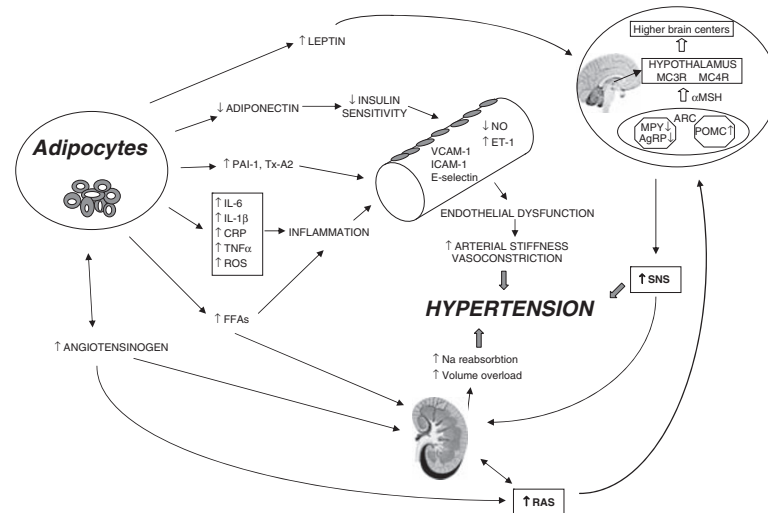 ↑ LEPTIN
Higher brain centers
HYPOTHALAMUS
MC3R MC4R
αMSH
ARC
MPY↓
AgRP↓
POMC↑
Adipocytes
↓ ADIPONECTIN
↓ INSULIN
SENSITIVITY
↓ NO
↑ ET-1
VCAM-1
ICAM-1
E-selectin
↑ PAI-1, Tx-A2
↑ IL-6
↑ IL-1β
↑ CRP
↑ TNFα
↑ ROS
INFLAMMATION
ENDOTHELIAL DYSFUNCTION
↑ ARTERIAL STIFFNESS
VASOCONSTRICTION
↑ SNS
HYPERTENSION
↑ FFAs
↑ ANGIOTENSINOGEN
↑ Na reabsorbtion
↑ Volume overload
↑ RAS